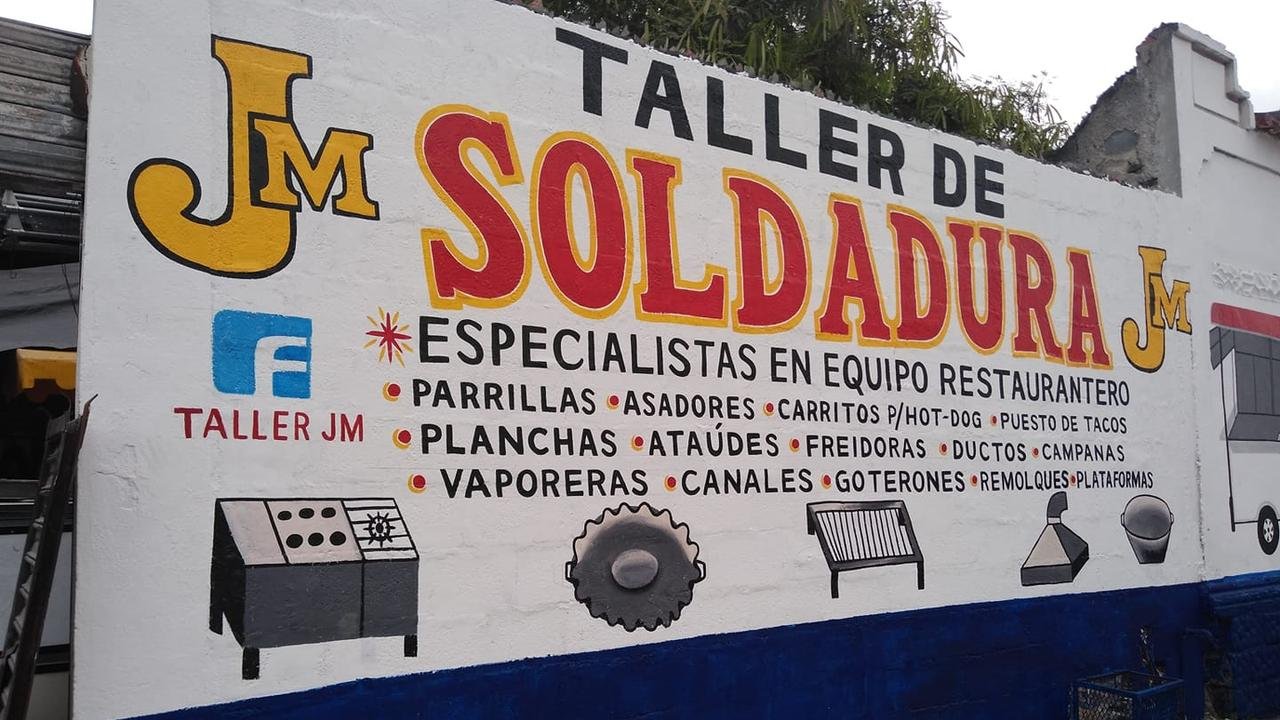 JM
TALLER DE
SOLDADURA
JM
f
TALLER JM
ESPECIALISTAS EN EQUIPO RESTAURANTERO
•PARRILLAS •ASADORES •CARRITOS P/HOT-DOG •PUESTO DE TACOS
•PLANCHAS •ATAÚDES •FREIDORAS •DUCTOS •CAMPANAS
•VAPORERAS •CANALES •GOTERONES •REMOLQUES •PLATAFORMAS